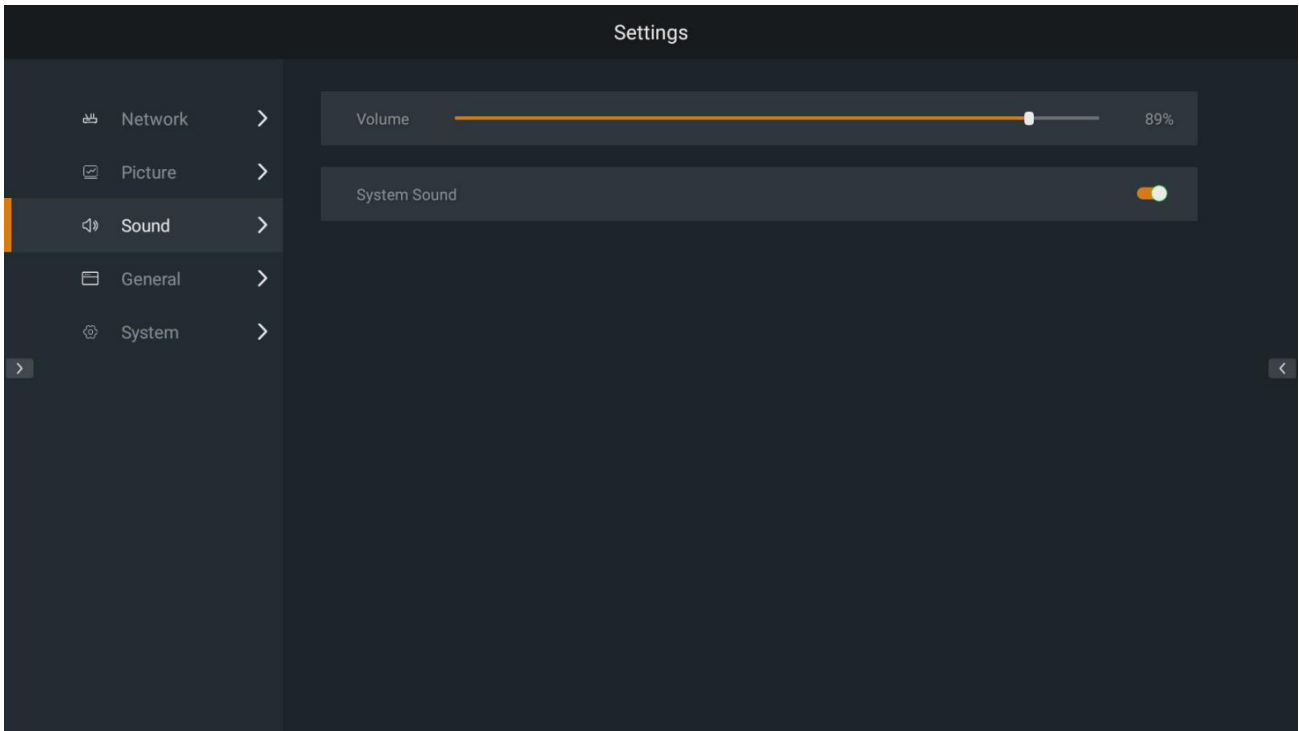 Settings
Network
Picture
Sound
General
System
Volume 89%
System Sound